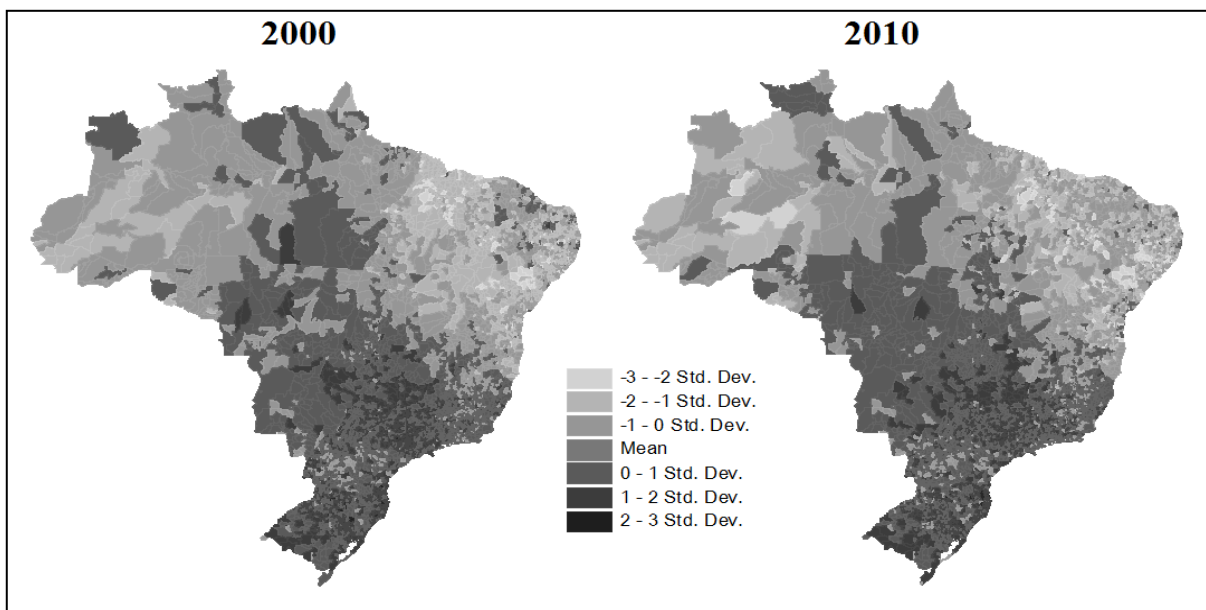 2000
2010
-3 - -2 Std. Dev.
-2 - -1 Std. Dev.
-1 - 0 Std. Dev.
Mean
0 - 1 Std. Dev.
1 - 2 Std. Dev.
2 - 3 Std. Dev.